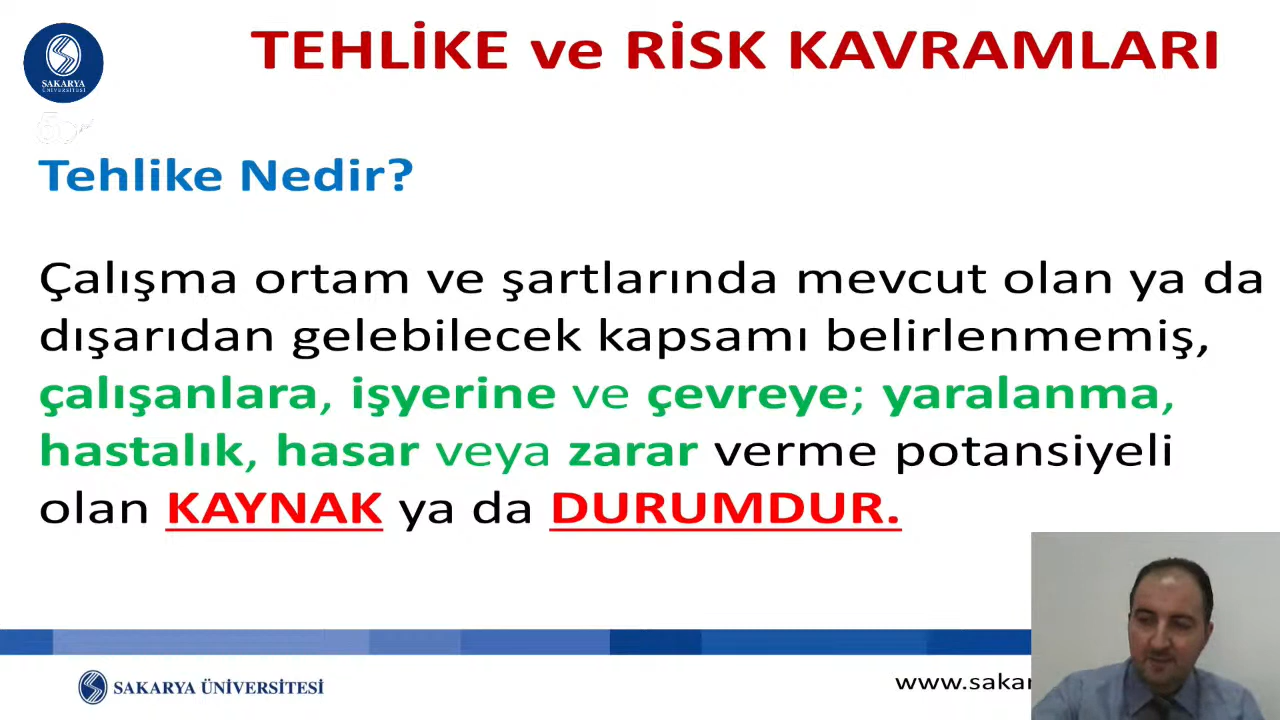 TEHLİKE ve RİSK KAVRAMLARI
SAKARYA
ÜNİVERSİTESİ
Tehlike Nedir?
Çalışma ortam ve şartlarında mevcut olan ya da
dışarıdan gelebilecek kapsamı belirlenmemiş,
çalışanlara, işyerine ve çevreye; yaralanma,
hastalık, hasar veya zarar verme potansiyeli
olan KAYNAK ya da DURUMDUR.
SAKARYA ÜNİVERSİTESİ
www.sakar